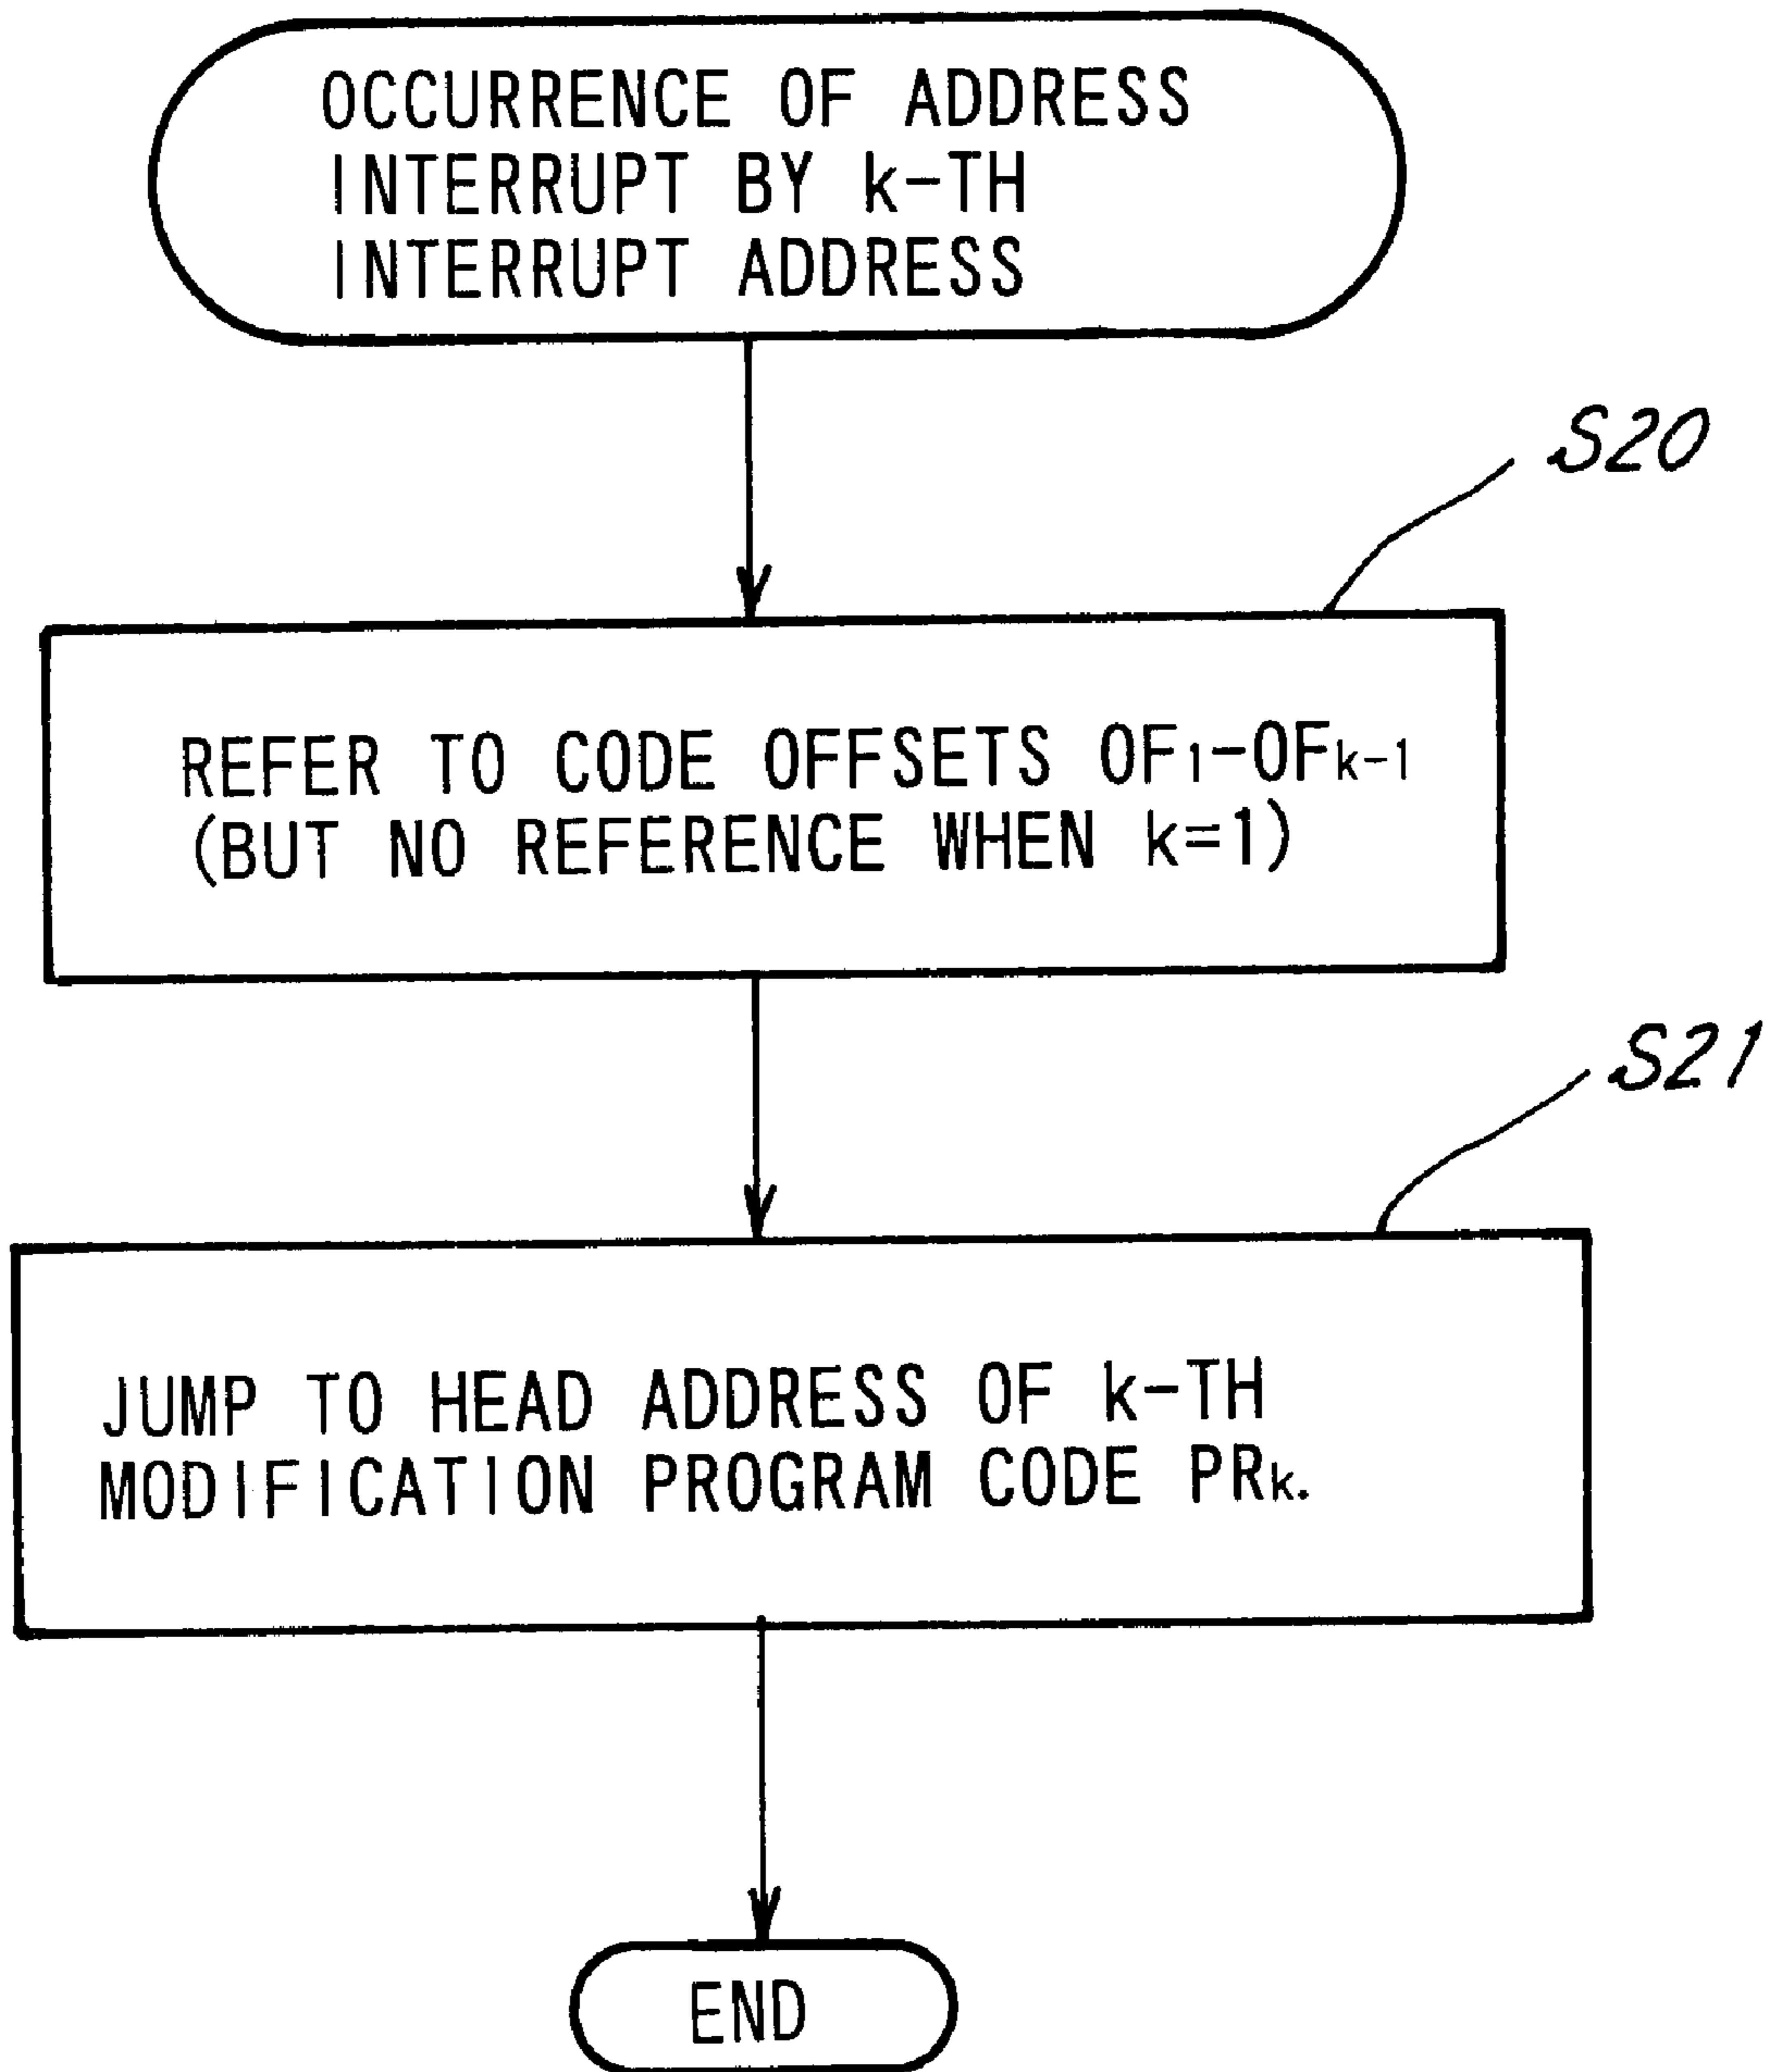 OCCURRENCE OF ADDRESS
INTERRUPT BY k-TH
INTERRUPT ADDRESS
S20
REFER TO CODE OFFSETS OF₁-OFₖ₋₁
(BUT NO REFERENCE WHEN k=1)
S21
JUMP TO HEAD ADDRESS OF k-TH
MODIFICATION PROGRAM CODE PRₖ.
END